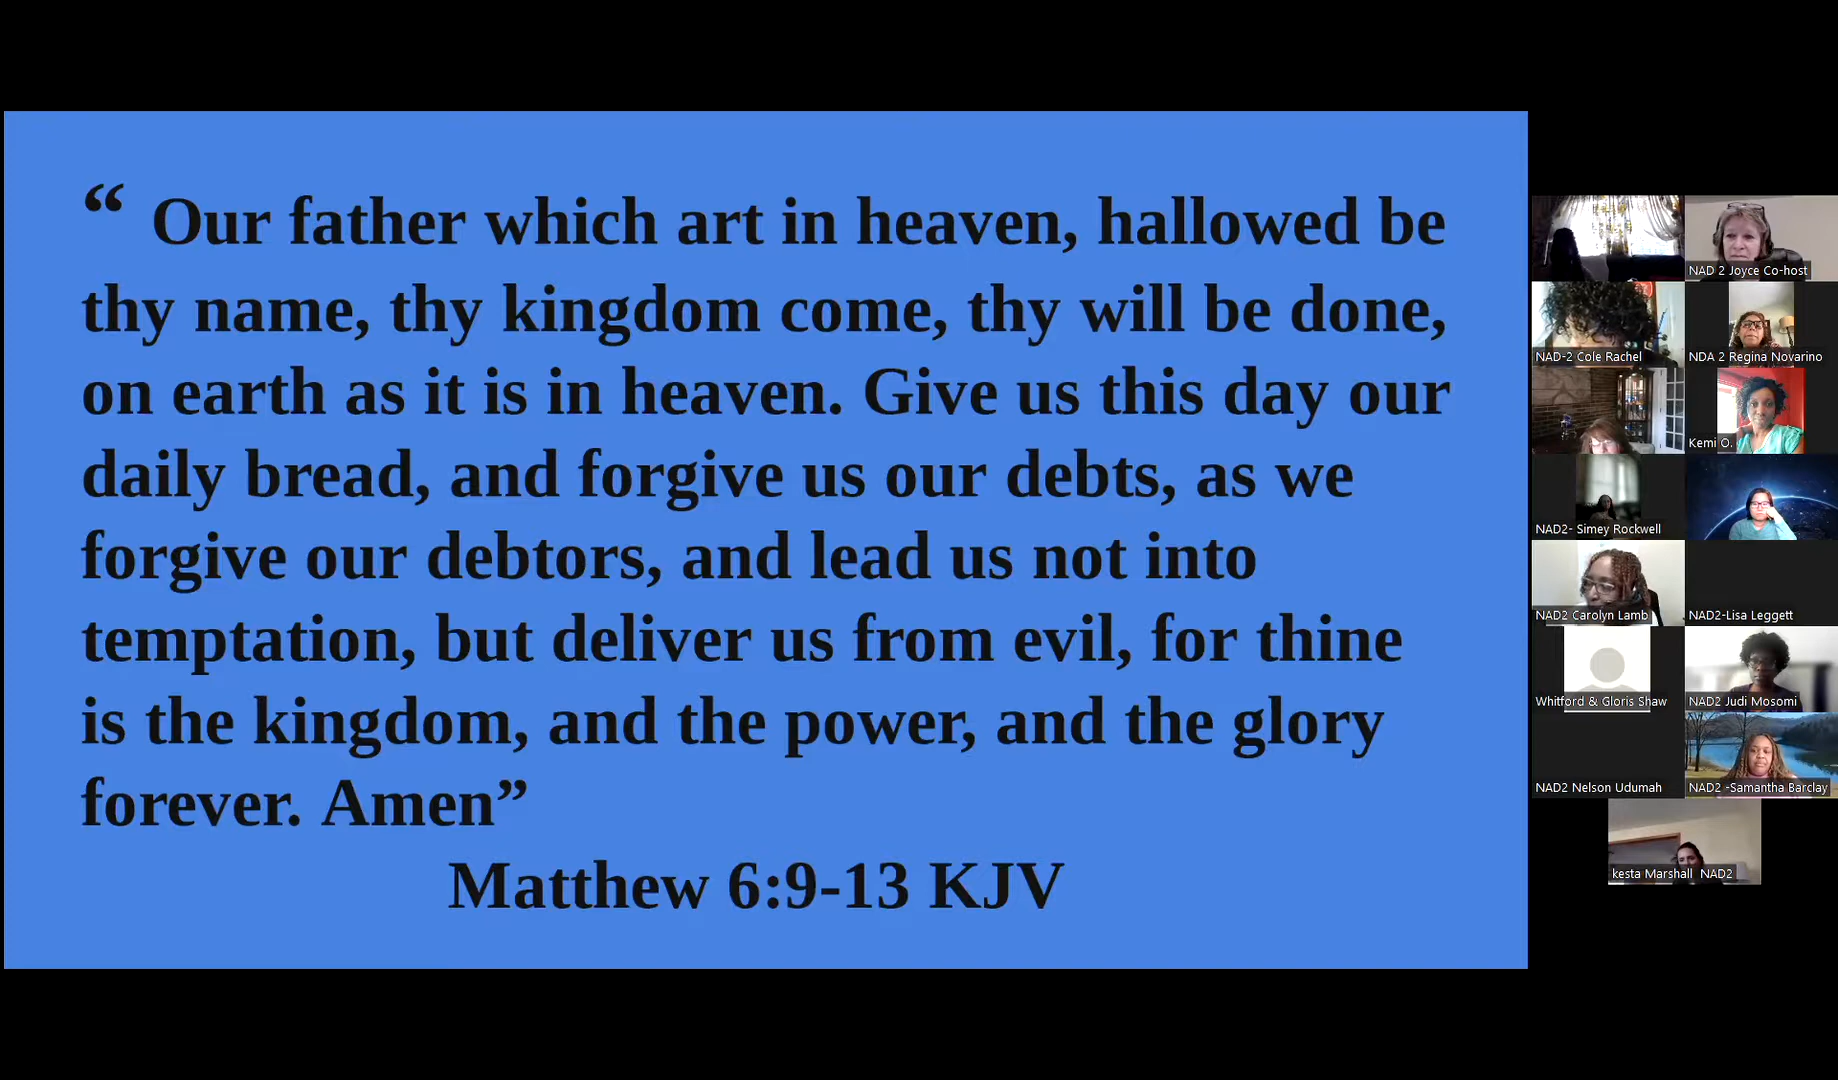 “ Our father which art in heaven, hallowed be
thy name, thy kingdom come, thy will be done,
on earth as it is in heaven. Give us this day our
daily bread, and forgive us our debts, as we
forgive our debtors, and lead us not into
temptation, but deliver us from evil, for thine
is the kingdom, and the power, and the glory
forever. Amen”
Matthew 6:9-13 KJV
NAD 2 Joyce Co-host
NAD-2 Cole Rachel
NDA 2 Regina Novarino
Kemi O.
NAD2- Simey Rockwell
NAD2 Carolyn Lamb
NAD2-Lisa Leggett
Whitford & Gloris Shaw
NAD2 Judi Mosomi
NAD2 Nelson Udumah
NAD2 -Samantha Barclay
kesta Marshall NAD2